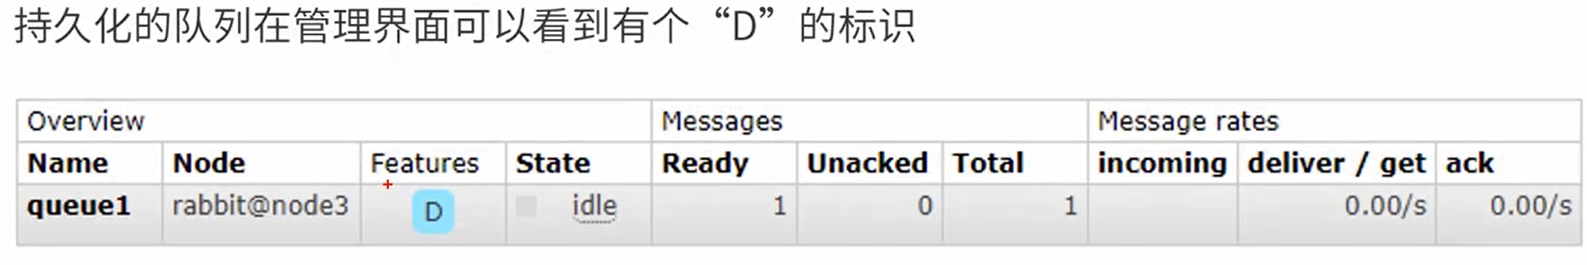 持久化的队列在管理界面可以看到有个“D”的标识
Overview Messages Message rates
Name Node Features State Ready Unacked Total incoming deliver / get ack
queue1 rabbit@node3 D idle 1 0 1 0.00/s 0.00/s